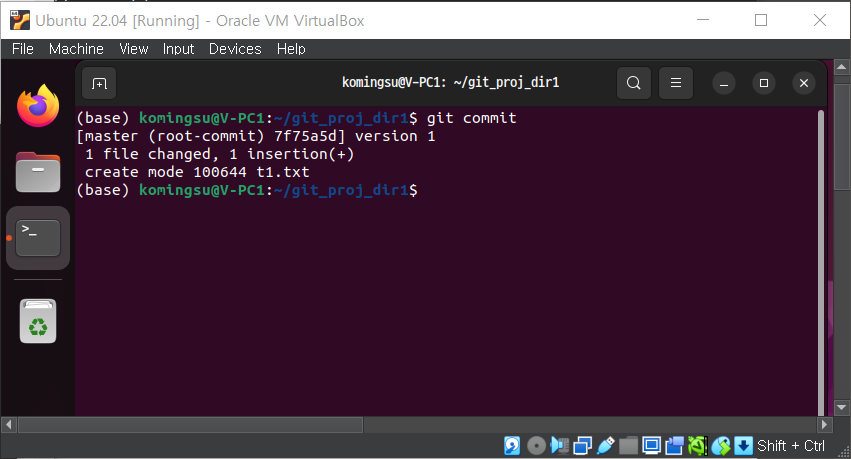 Ubuntu 22.04 [Running] - Oracle VM VirtualBox
File Machine View Input Devices Help
komingsu@V-PC1: ~/git_proj_dir1
(base) komingsu@V-PC1:~/git_proj_dir1$ git commit
[master (root-commit) 7f75a5d] version 1
 1 file changed, 1 insertion(+)
 create mode 100644 t1.txt
(base) komingsu@V-PC1:~/git_proj_dir1$
Shift + Ctrl